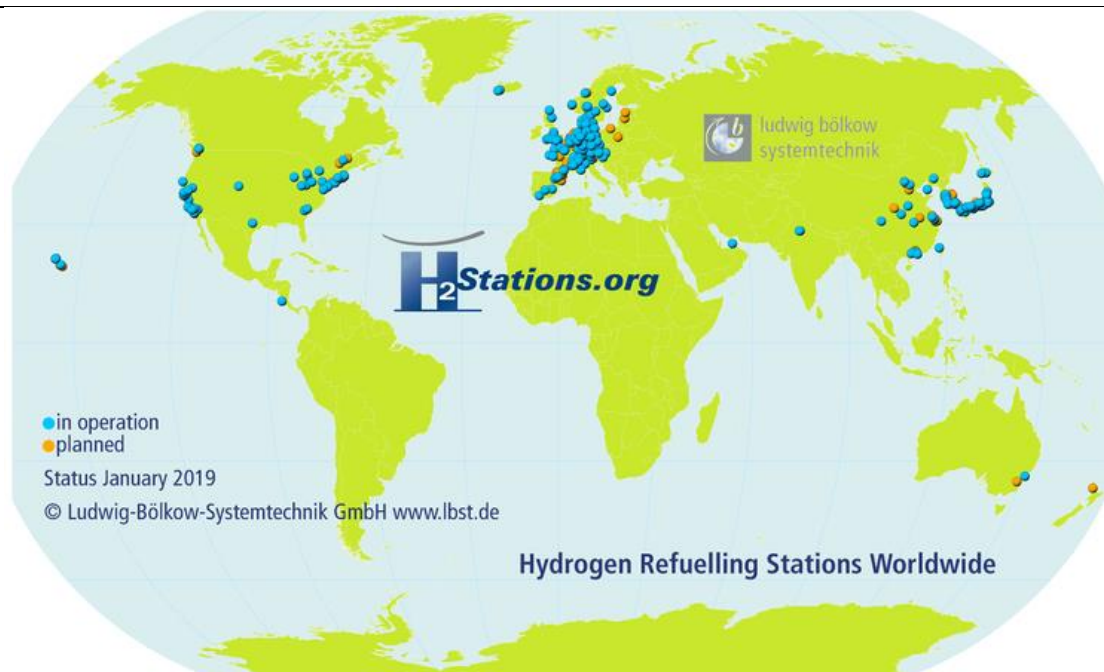 b
ludwig bölkow
systemtechnik
H2Stations.org
in operation
planned
Status January 2019
© Ludwig-Bölkow-Systemtechnik GmbH www.lbst.de
Hydrogen Refuelling Stations Worldwide